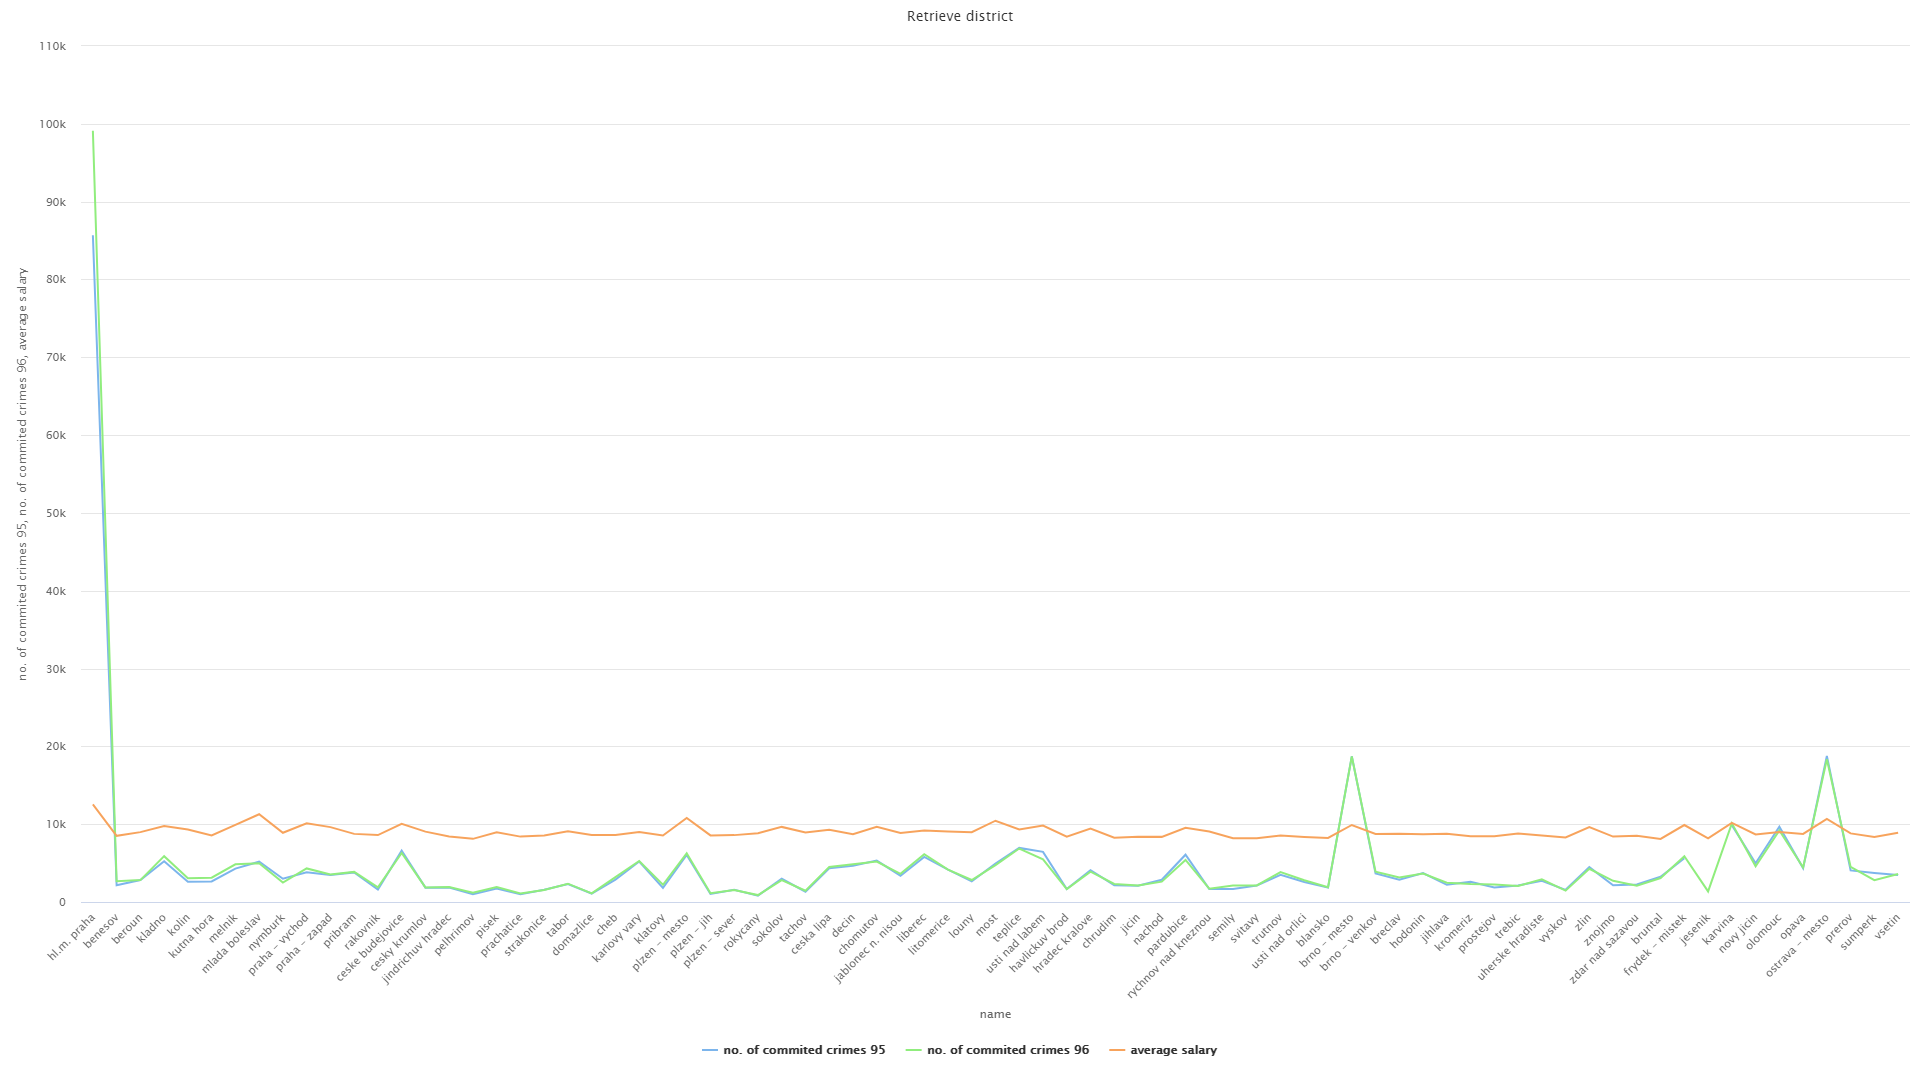 Retrieve district
110k
100k
90k
80k
70k
60k
50k
40k
30k
20k
10k
0
no. of commited crimes 95, no. of commited crimes 96, average salary
hl.m. praha
benesov
beroun
kladno
kolin
kutna hora
melnik
mlada boleslav
nymburk
praha - vychod
praha - zapad
pribram
rakovnik
ceske budejovice
cesky krumlov
jindrichuv hradec
pelhrimov
pisek
prachatice
strakonice
tabor
domazlice
cheb
karlovy vary
klatovy
plzen - mesto
plzen - jih
plzen - sever
rokycany
sokolov
tachov
ceska lipa
decin
chomutov
jablonec n. nisou
liberec
litomerice
louny
most
teplice
usti nad labem
havlickuv brod
hradec kralove
chrudim
jicin
nachod
pardubice
rychnov nad kneznou
semily
svitavy
trutnov
usti nad orlici
blansko
brno - mesto
brno - venkov
breclav
hodonin
jihlava
kromeriz
prostejov
trebic
uherske hradiste
vyskov
zlin
znojmo
zdar nad sazavou
bruntal
frydek - mistek
jesenik
karvina
novy jicin
olomouc
opava
ostrava - mesto
prerov
sumperk
vsetin
name
no. of commited crimes 95
no. of commited crimes 96
average salary